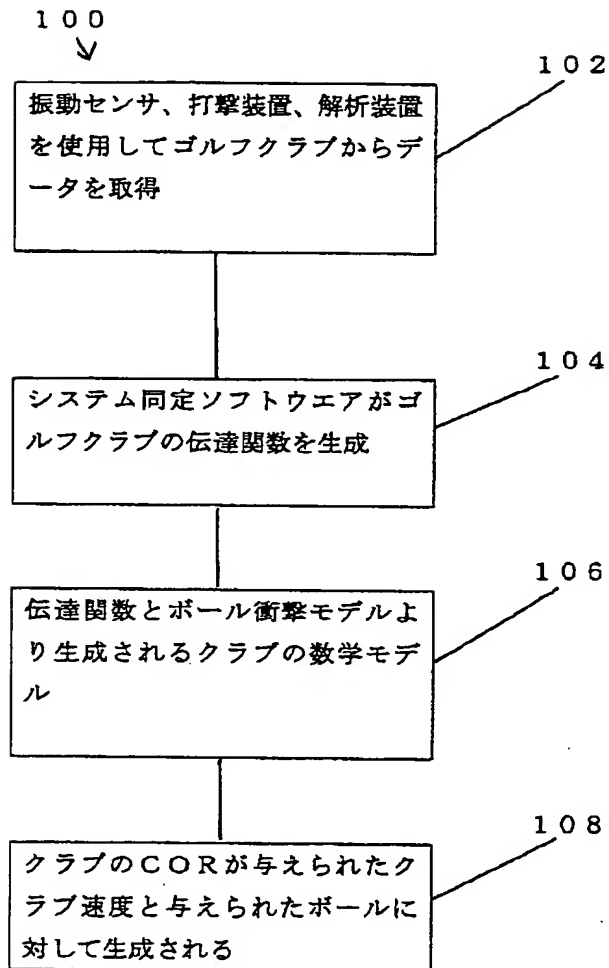 100
102
振動センサ、打撃装置、解析装置
を使用してゴルフクラブからデ
ータを取得
104
システム同定ソフトウエアがゴ
ルフクラブの伝達関数を生成
106
伝達関数とボール衝撃モデルよ
り生成されるクラブの数学モデ
ル
108
クラブのCORが与えられたク
ラブ速度と与えられたボールに
対して生成される